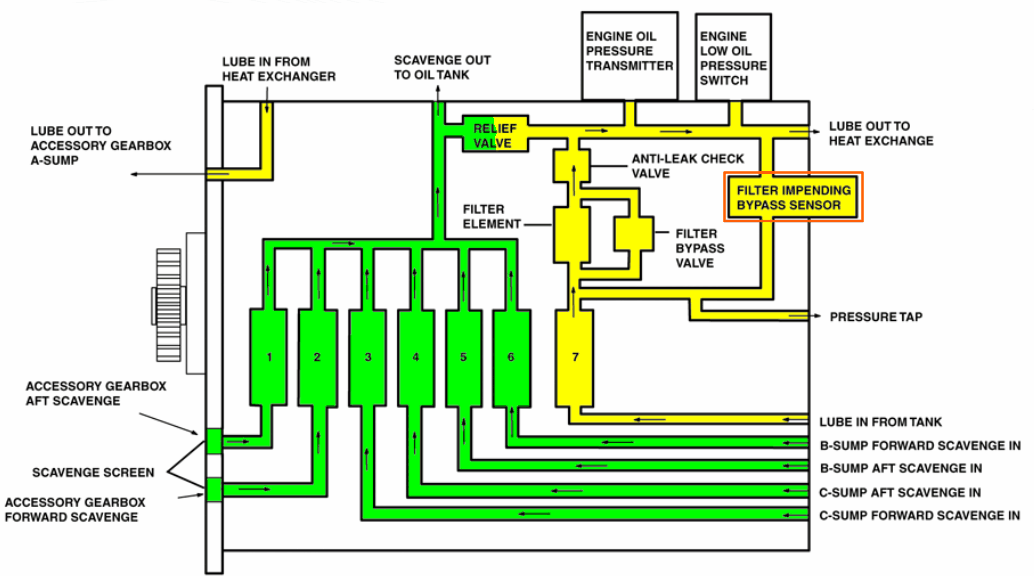 ENGINE OIL
PRESSURE
TRANSMITTER
ENGINE
LOW OIL
PRESSURE
SWITCH
LUBE IN FROM
HEAT EXCHANGER
SCAVENGE OUT
TO OIL TANK
LUBE OUT TO
ACCESSORY GEARBOX
A-SUMP
RELIEF
VALVE
LUBE OUT TO
HEAT EXCHANGE
ANTI-LEAK CHECK
VALVE
FILTER IMPENDING
BYPASS SENSOR
FILTER
ELEMENT
FILTER
BYPASS
VALVE
PRESSURE TAP
1
2
3
4
5
6
7
ACCESSORY GEARBOX
AFT SCAVENGE
SCAVENGE SCREEN
ACCESSORY GEARBOX
FORWARD SCAVENGE
LUBE IN FROM TANK
B-SUMP FORWARD SCAVENGE IN
B-SUMP AFT SCAVENGE IN
C-SUMP AFT SCAVENGE IN
C-SUMP FORWARD SCAVENGE IN